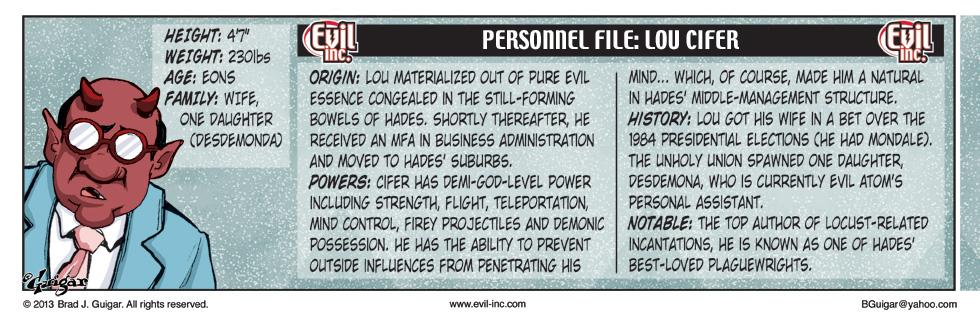 HEIGHT: 4'7"
WEIGHT: 230lbs
AGE: EONS
FAMILY: WIFE,
ONE DAUGHTER
(DESDEMONDA)
Evil
inc.
PERSONNEL FILE: LOU CIFER
Evil
inc.
ORIGIN: LOU MATERIALIZED OUT OF PURE EVIL
ESSENCE CONGEALED IN THE STILL-FORMING
BOWELS OF HADES. SHORTLY THEREAFTER, HE
RECEIVED AN MFA IN BUSINESS ADMINISTRATION
AND MOVED TO HADES' SUBURBS.
POWERS: CIFER HAS DEMI-GOD-LEVEL POWER
INCLUDING STRENGTH, FLIGHT, TELEPORTATION,
MIND CONTROL, FIREY PROJECTILES AND DEMONIC
POSSESSION. HE HAS THE ABILITY TO PREVENT
OUTSIDE INFLUENCES FROM PENETRATING HIS
MIND... WHICH, OF COURSE, MADE HIM A NATURAL
IN HADES' MIDDLE-MANAGEMENT STRUCTURE.
HISTORY: LOU GOT HIS WIFE IN A BET OVER THE
1984 PRESIDENTIAL ELECTIONS (HE HAD MONDALE).
THE UNHOLY UNION SPAWNED ONE DAUGHTER,
DESDEMONA, WHO IS CURRENTLY EVIL ATOM'S
PERSONAL ASSISTANT.
NOTABLE: THE TOP AUTHOR OF LOCUST-RELATED
INCANTATIONS, HE IS KNOWN AS ONE OF HADES'
BEST-LOVED PLAGUEWRIGHTS.
Guigar
© 2013 Brad J. Guigar. All rights reserved.
www.evil-inc.com
BGuigar@yahoo.com